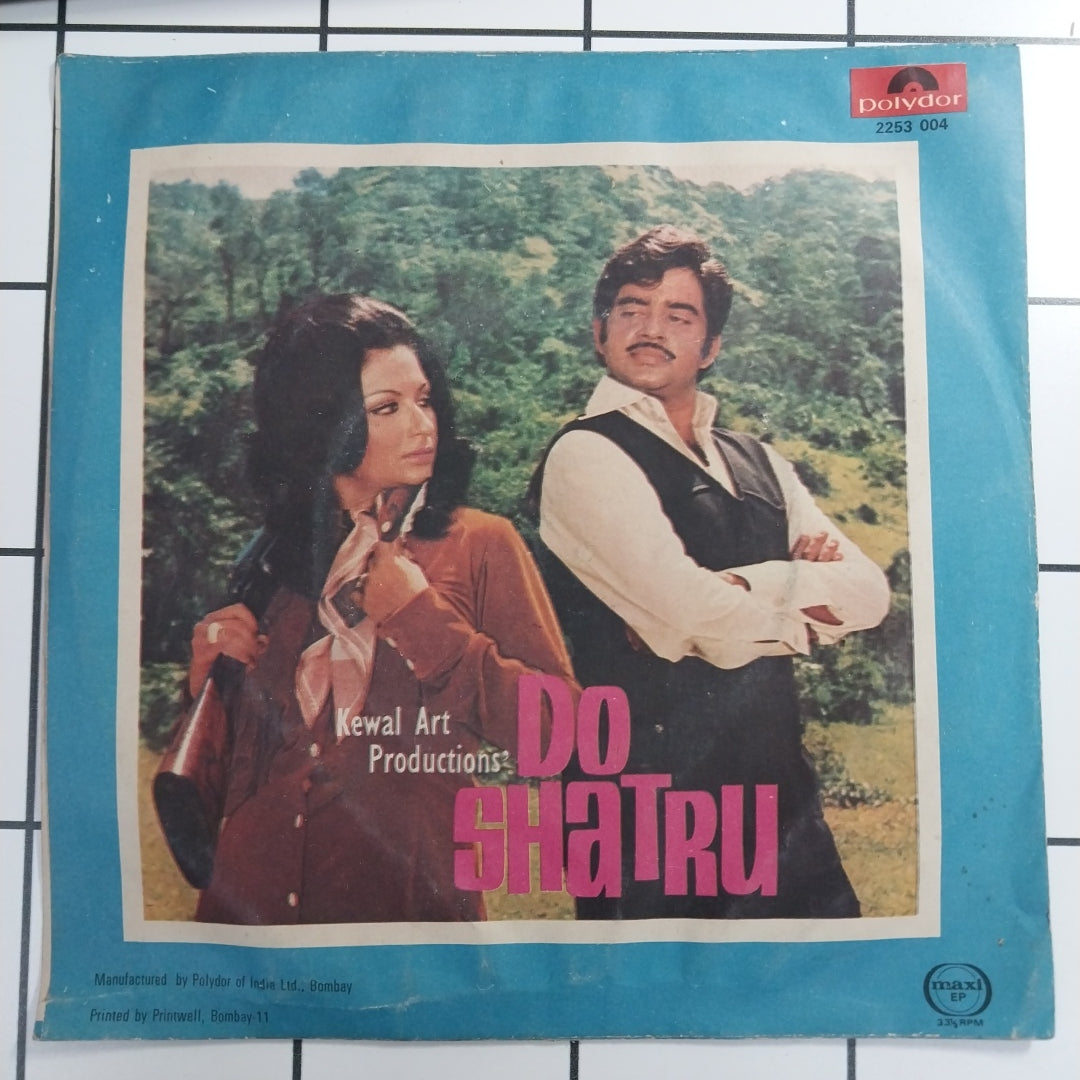 polydor
2253 004
Kewal Art
Productions'
Do
SHaTRU
Manufactured by Polydor of India Ltd., Bombay
Printed by Printwell, Bombay-11
maxi
EP
33⅓ RPM